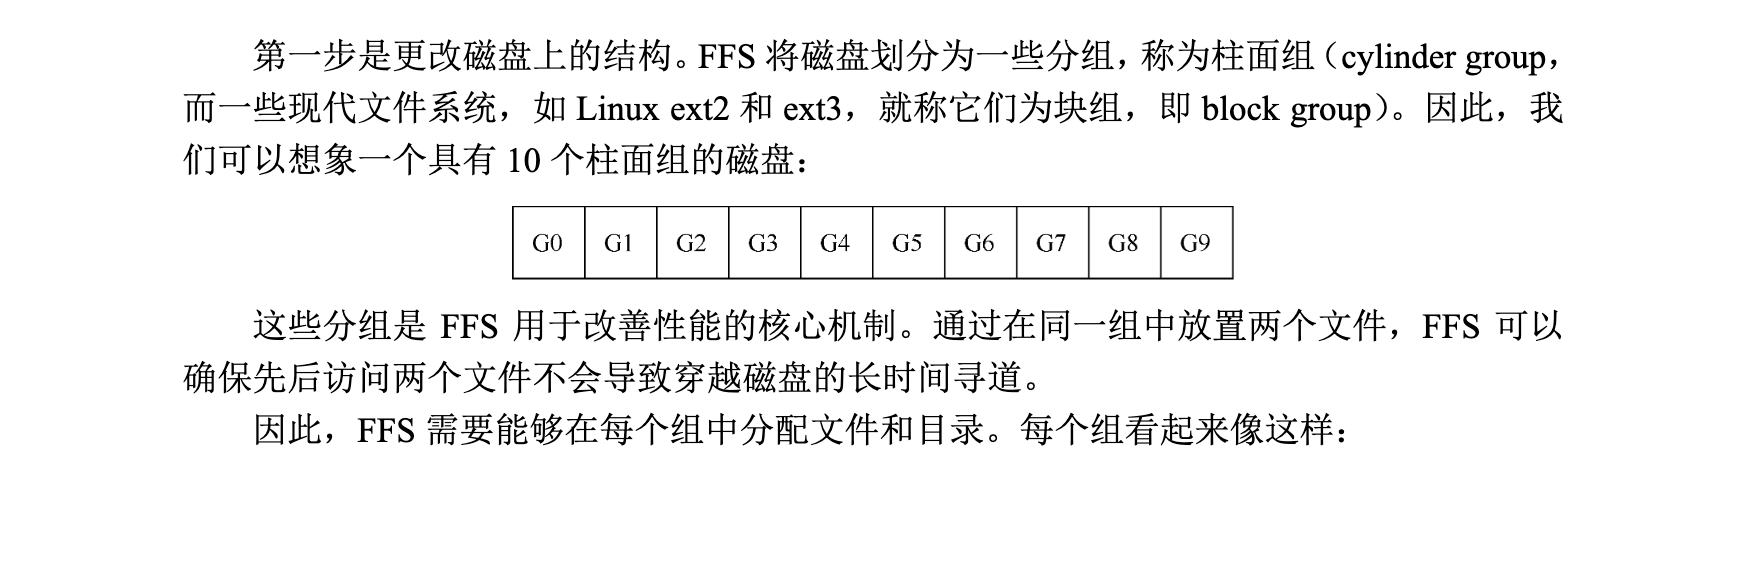 第一步是更改磁盘上的结构。FFS 将磁盘划分为一些分组，称为柱面组（cylinder group，
而一些现代文件系统，如 Linux ext2 和 ext3，就称它们为块组，即 block group）。因此，我
们可以想象一个具有 10 个柱面组的磁盘：
G0 G1 G2 G3 G4 G5 G6 G7 G8 G9
这些分组是 FFS 用于改善性能的核心机制。通过在同一组中放置两个文件，FFS 可以
确保先后访问两个文件不会导致穿越磁盘的长时间寻道。
因此，FFS 需要能够在每个组中分配文件和目录。每个组看起来像这样：